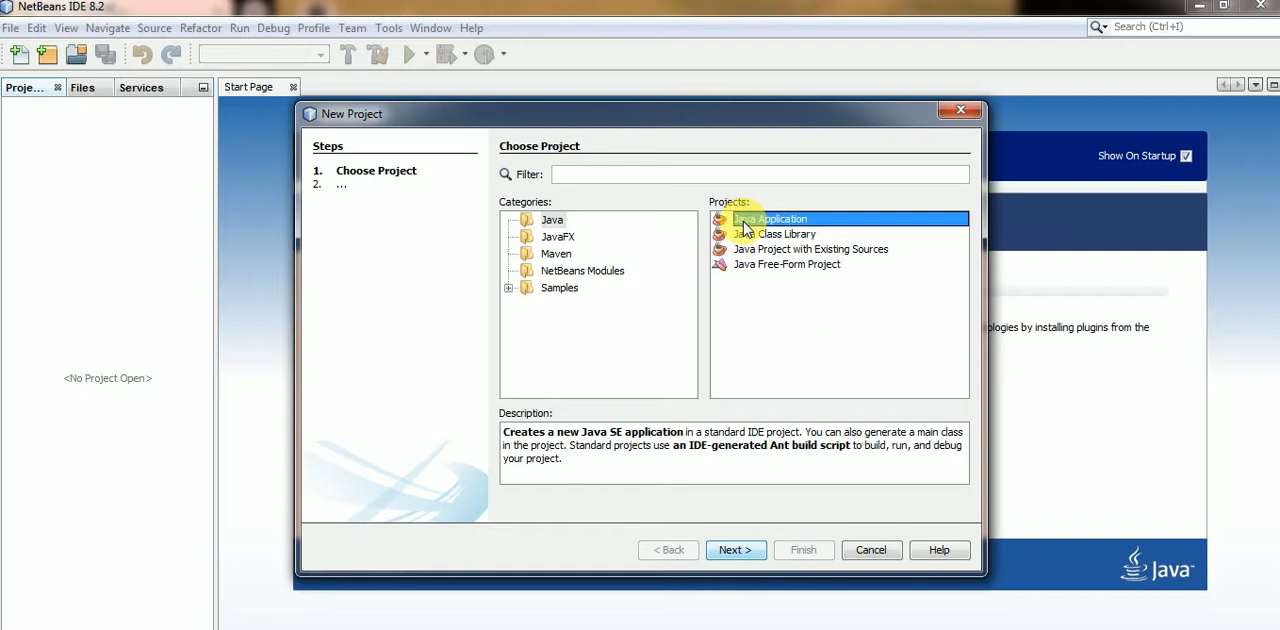 NetBeans IDE 8.2
File Edit View Navigate Source Refactor Run Debug Profile Team Tools Window Help
Search (Ctrl+I)
Proje... Files Services
Start Page
New Project
Show On Startup
Steps
1. Choose Project
2. ...
Choose Project
Filter:
Categories:
Java
JavaFX
Maven
NetBeans Modules
Samples
Projects:
Java Application
Java Class Library
Java Project with Existing Sources
Java Free-Form Project
<No Project Open>
ologies by installing plugins from the
Description:
Creates a new Java SE application in a standard IDE project. You can also generate a main class
in the project. Standard projects use an IDE-generated Ant build script to build, run, and debug
your project.
< Back Next > Finish Cancel Help
Java™